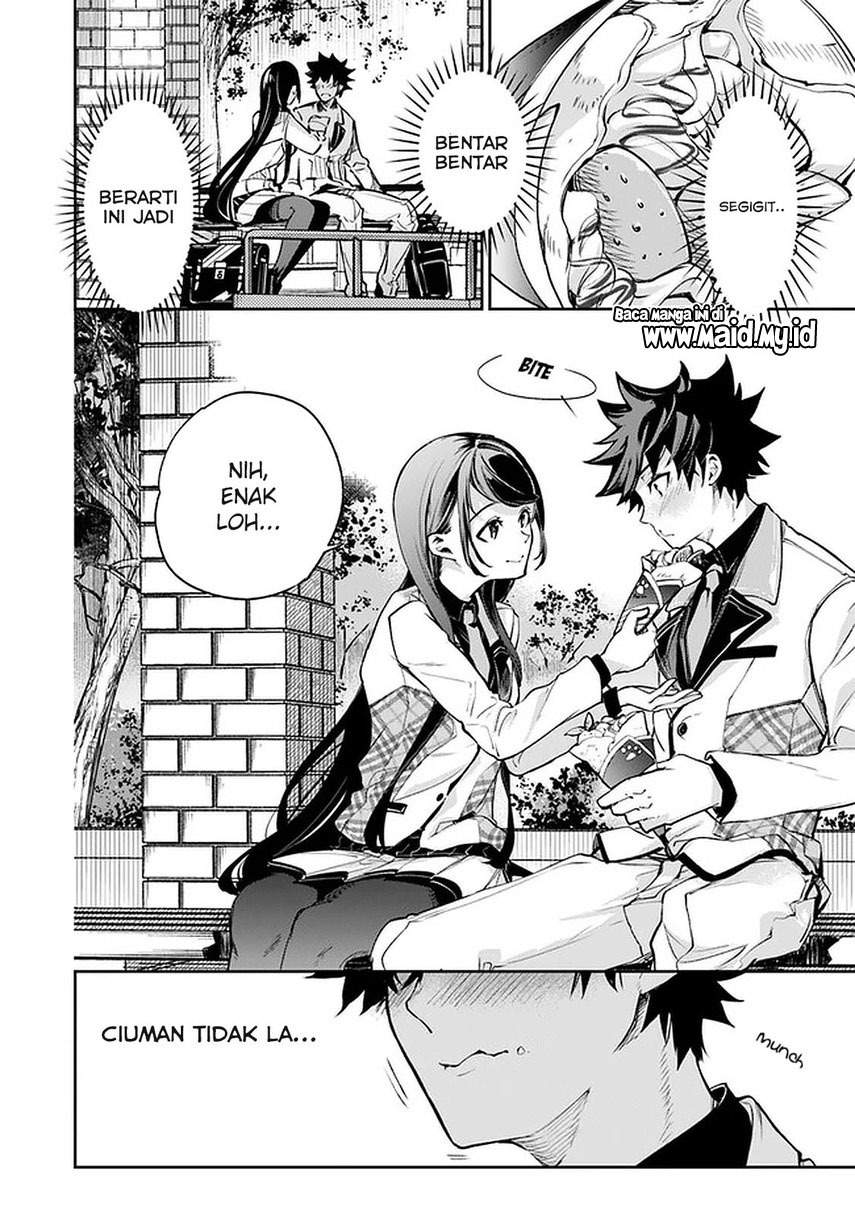 SEGIGIT..
BENTAR
BENTAR
BERARTI
INI JADI
Baca Manga ini di
www.Maid.My.id
BITE
NIH,
ENAK
LOH...
CIUMAN TIDAK LA...
munch